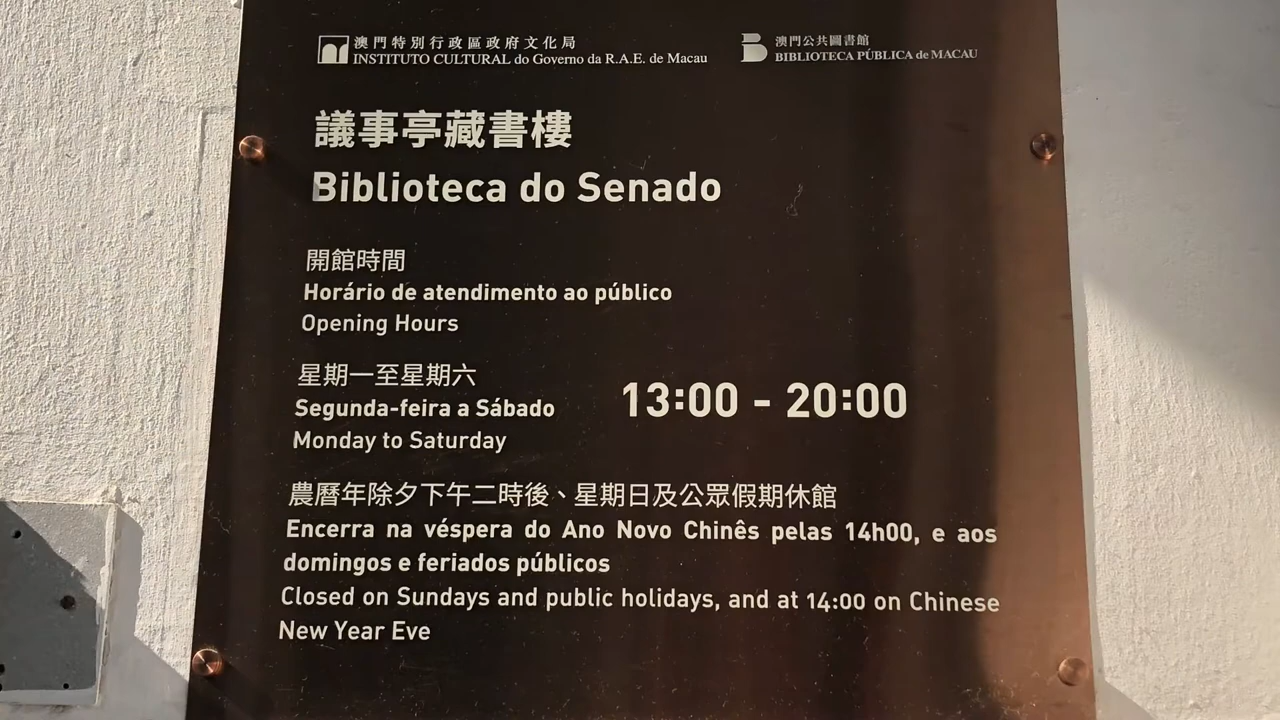 澳門特別行政區政府文化局
INSTITUTO CULTURAL do Governo da R.A.E. de Macau
澳門公共圖書館
BIBLIOTECA PÚBLICA de MACAU
議事亭藏書樓
Biblioteca do Senado
開館時間
Horário de atendimento ao público
Opening Hours
星期一至星期六
Segunda-feira a Sábado
Monday to Saturday
13:00 - 20:00
農曆年除夕下午二時後、星期日及公眾假期休館
Encerra na véspera do Ano Novo Chinês pelas 14h00, e aos
domingos e feriados públicos
Closed on Sundays and public holidays, and at 14:00 on Chinese
New Year Eve